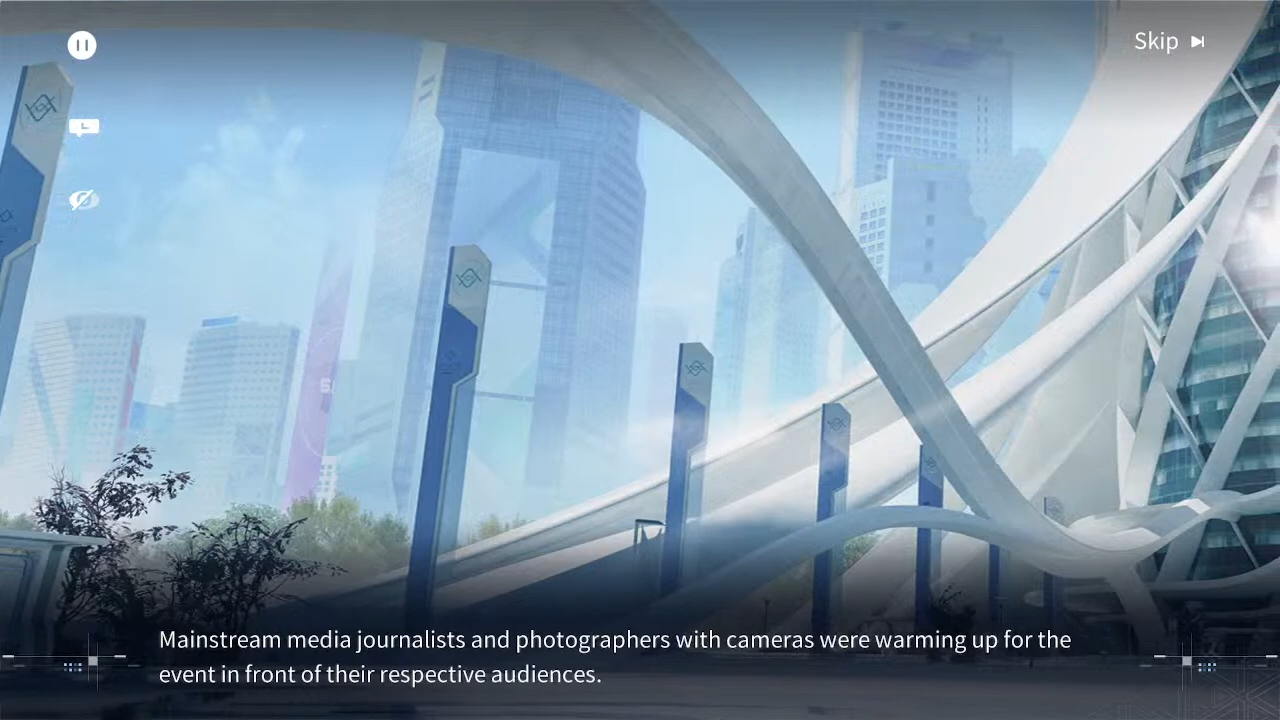 Skip
Mainstream media journalists and photographers with cameras were warming up for the
event in front of their respective audiences.